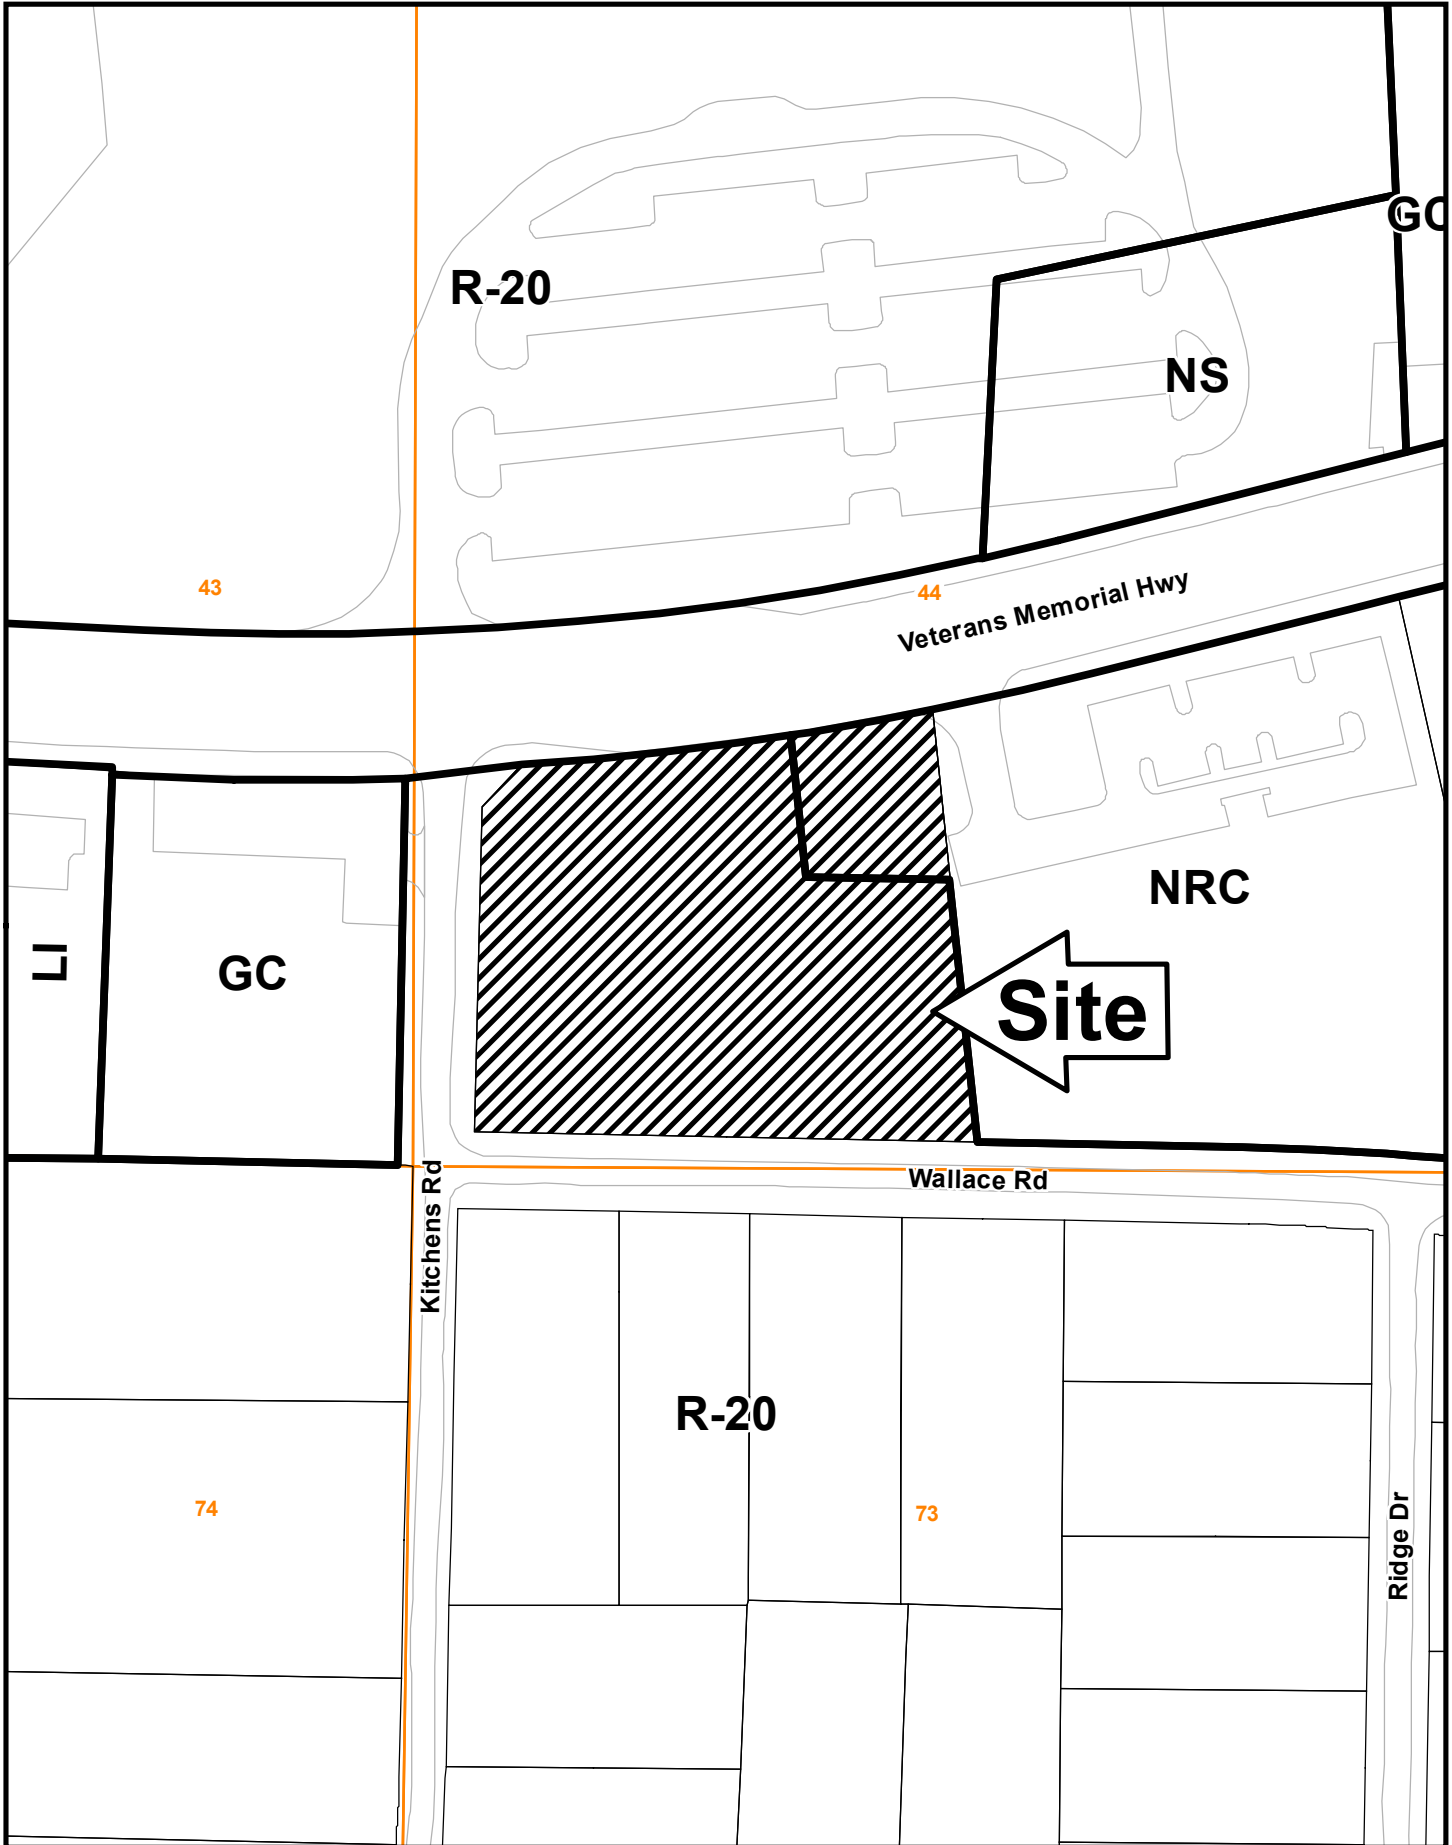 GC
R-20
NS
43
44
Veterans Memorial Hwy
NRC
LI
GC
Site
Wallace Rd
Kitchens Rd
R-20
74
73
Ridge Dr